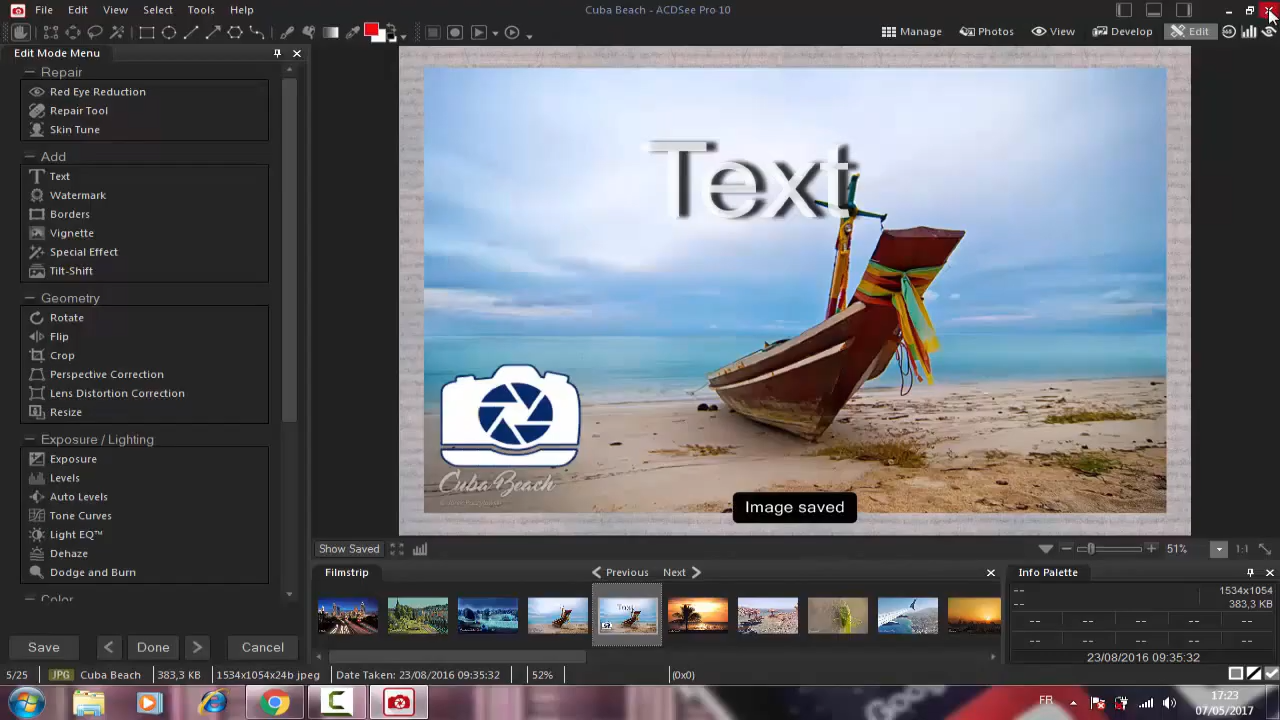 File Edit View Select Tools Help
Cuba Beach - ACDSee Pro 10
Manage Photos View Develop Edit 365
Edit Mode Menu
Repair
Red Eye Reduction
Repair Tool
Skin Tune
Add
Text
Watermark
Borders
Vignette
Special Effect
Tilt-Shift
Geometry
Rotate
Flip
Crop
Perspective Correction
Lens Distortion Correction
Resize
Exposure / Lighting
Exposure
Levels
Auto Levels
Tone Curves
Light EQ™
Dehaze
Dodge and Burn
Color
Save Done Cancel
Text
Cuba Beach
Image saved
Show Saved
51% 1:1
Filmstrip Previous Next
Info Palette
-- 1534x1054
-- 383,3 KB
-- -- -- --
-- -- -- --
23/08/2016 09:35:32
5/25 JPG Cuba Beach 383,3 KB 1534x1054x24b jpeg Date Taken: 23/08/2016 09:35:32 52% (0x0)
FR 17:23
07/05/2017